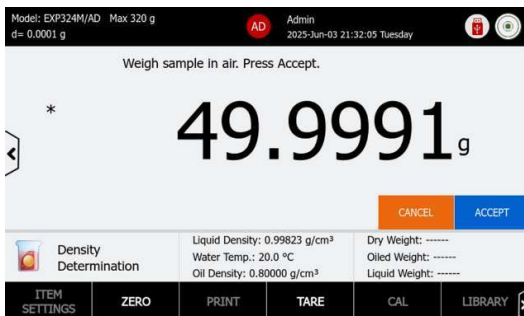 Model: EXP324M/AD Max 320 g
d= 0.0001 g
AD
Admin
2025-Jun-03 21:32:05 Tuesday
Weigh sample in air. Press Accept.
*
49.9991 g
CANCEL
ACCEPT
Density
Determination
Liquid Density: 0.99823 g/cm³
Water Temp.: 20.0 °C
Oil Density: 0.80000 g/cm³
Dry Weight: ------
Oiled Weight: ------
Liquid Weight: ------
ITEM
SETTINGS
ZERO
PRINT
TARE
CAL
LIBRARY